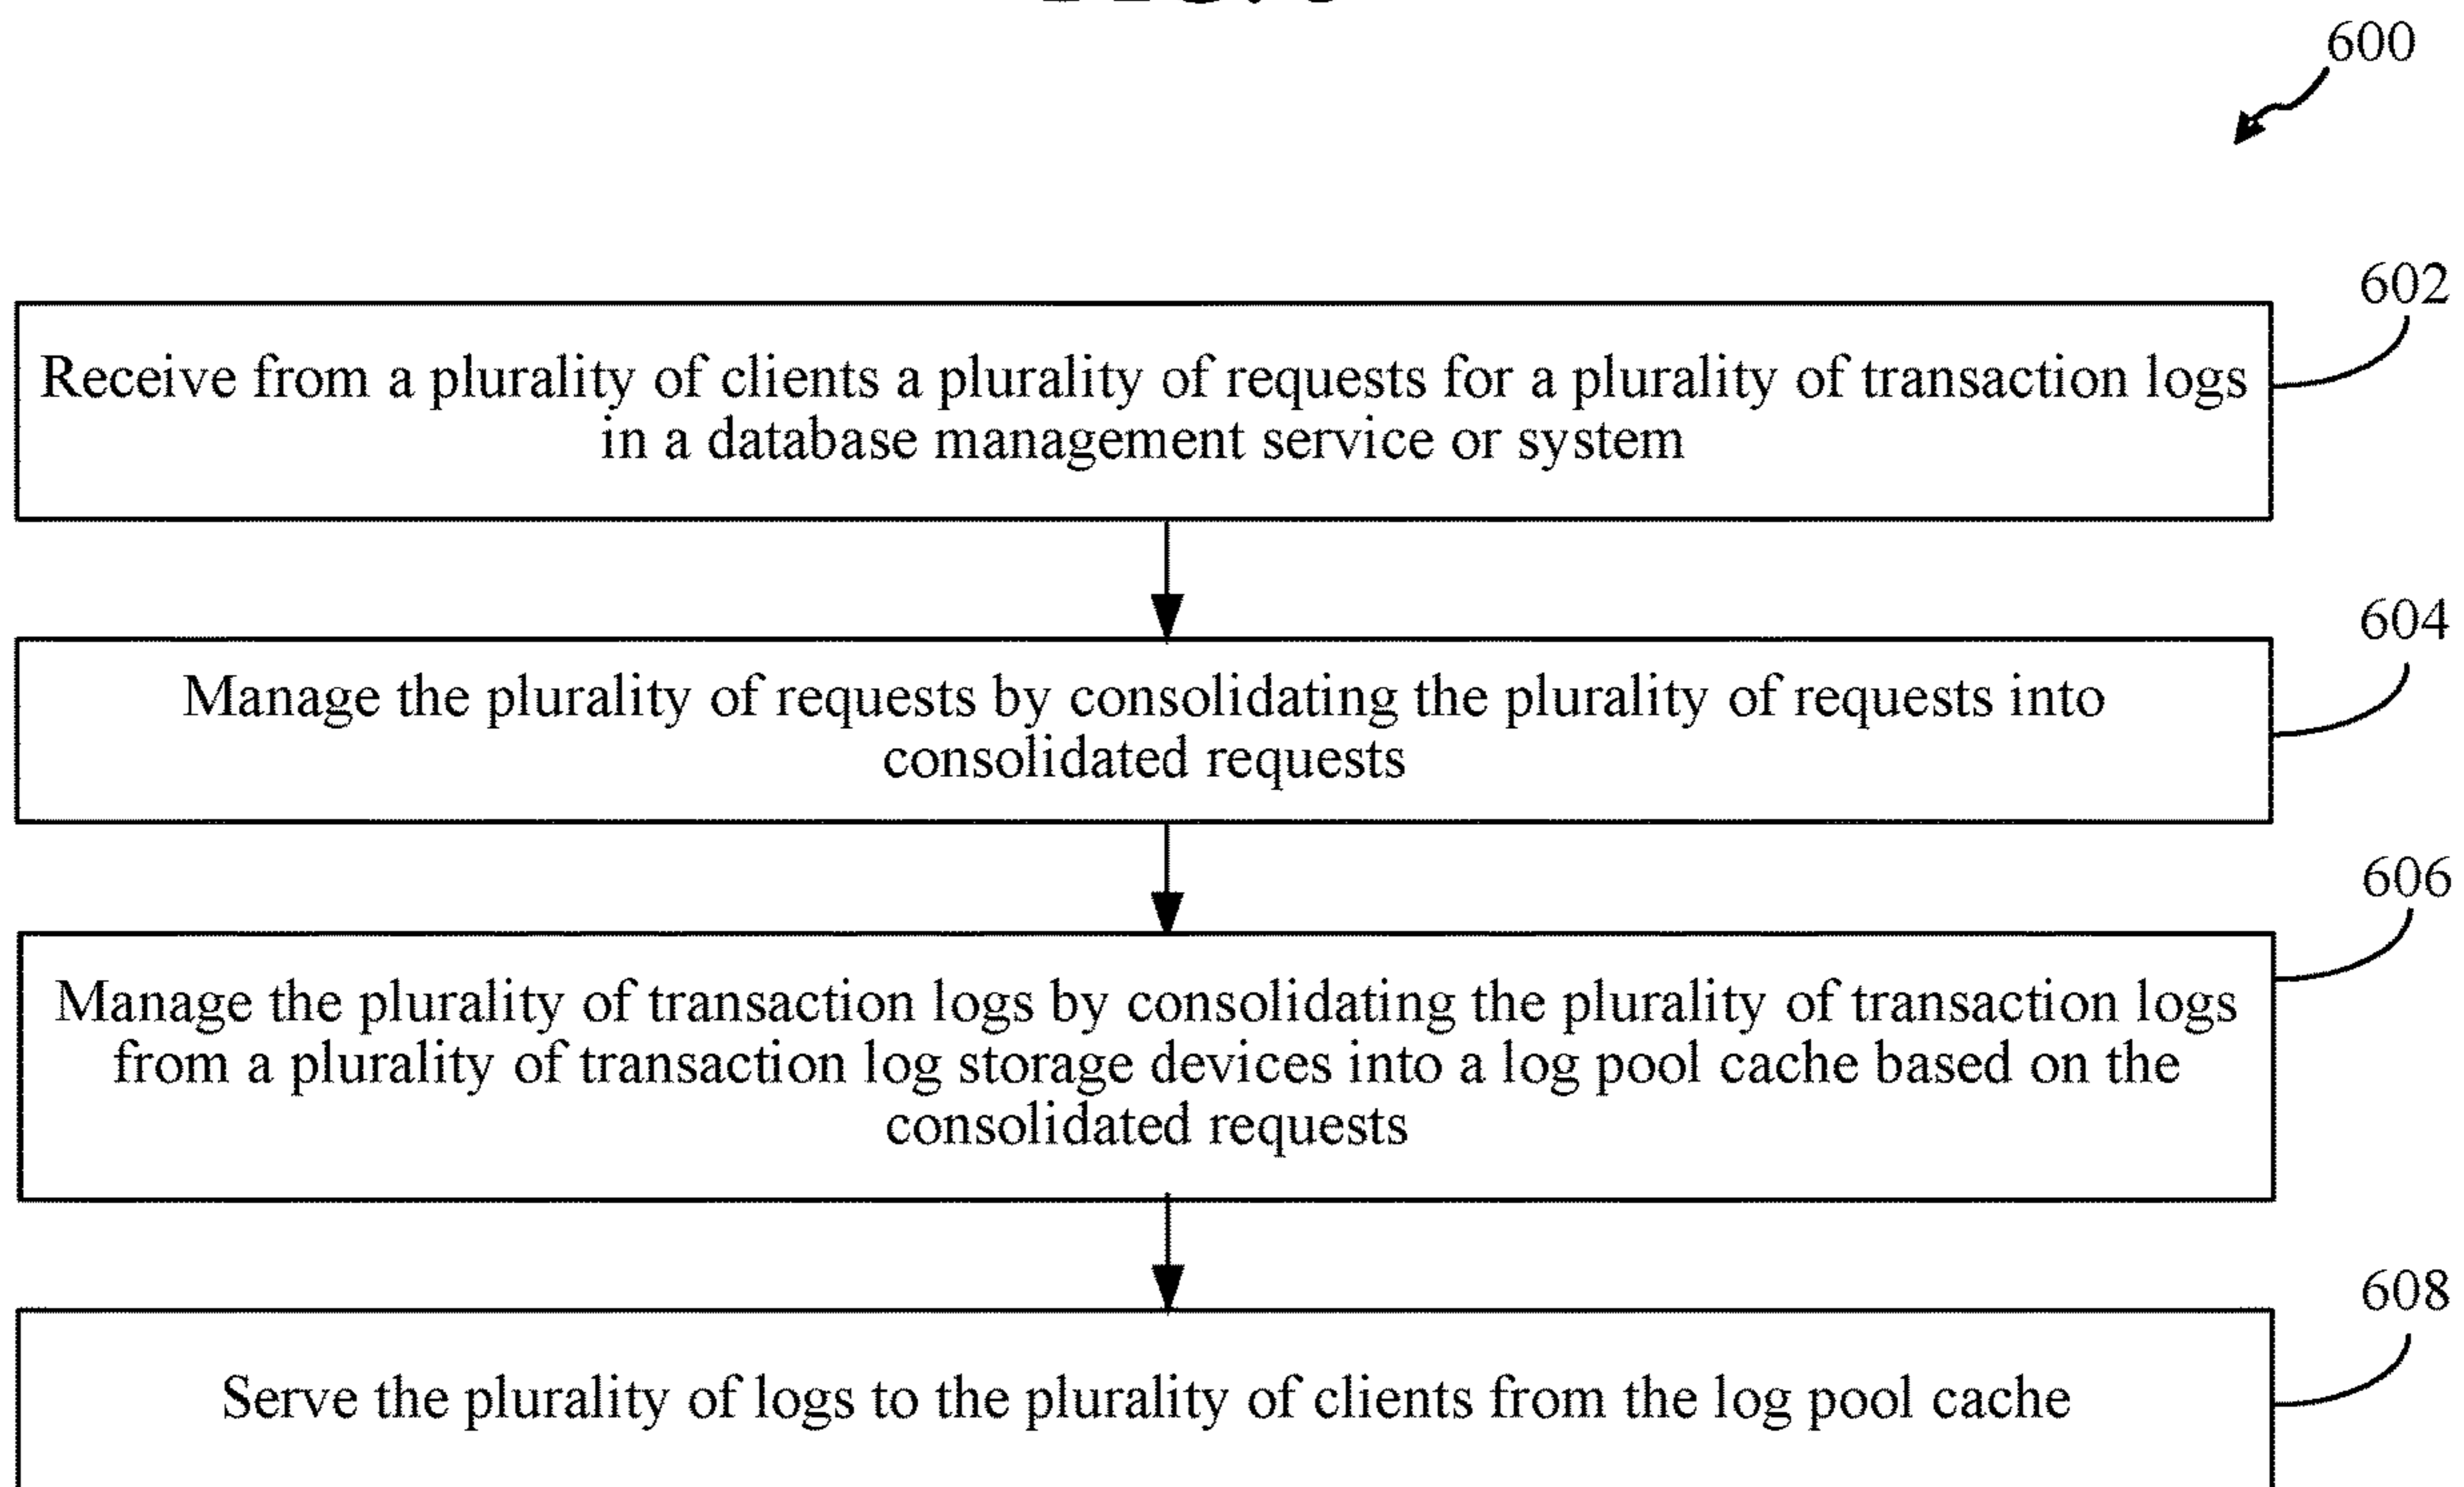 600
602
Receive from a plurality of clients a plurality of requests for a plurality of transaction logs
in a database management service or system
604
Manage the plurality of requests by consolidating the plurality of requests into
consolidated requests
606
Manage the plurality of transaction logs by consolidating the plurality of transaction logs
from a plurality of transaction log storage devices into a log pool cache based on the
consolidated requests
608
Serve the plurality of logs to the plurality of clients from the log pool cache